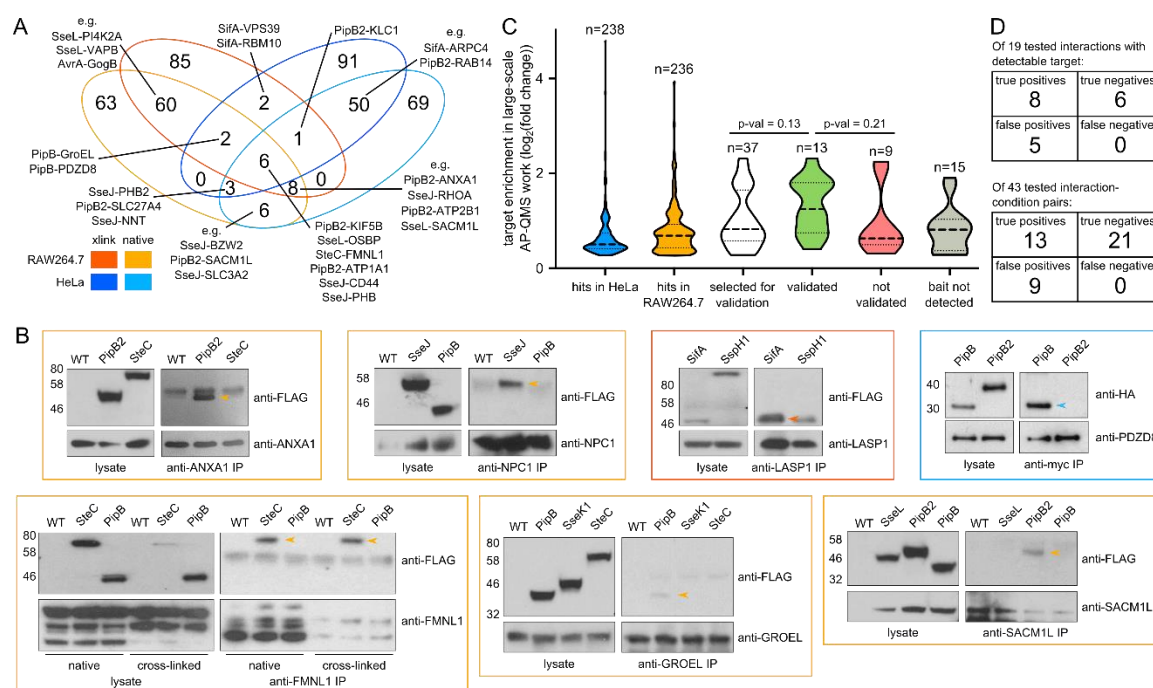 A
e.g.
SseL-PI4K2A
SseL-VAPB
AvrA-GogB
SifA-VPS39
SifA-RBM10
PipB2-KLC1
e.g.
SifA-ARPC4
PipB2-RAB14
85
91
63
60
2
50
69
2
1
6
0
3
8
0
6
PipB-GroEL
PipB-PDZD8
SseJ-PHB2
PipB2-SLC27A4
SseJ-NNT
e.g.
SseJ-BZW2
PipB2-SACM1L
SseJ-SLC3A2
PipB2-KIF5B
SseL-OSBP
SteC-FMNL1
PipB2-ATP1A1
SseJ-CD44
SseJ-PHB
e.g.
PipB2-ANXA1
SseJ-RHOA
PipB2-ATP2B1
SseL-SACM1L
xlink native
RAW264.7
HeLa
C
target enrichment in large-scale
AP-QMS work (log2(fold change))
4
2
0
n=238
n=236
p-val = 0.13
p-val = 0.21
n=37
n=13
n=9
n=15
hits in HeLa
hits in
RAW264.7
selected for
validation
validated
not
validated
bait not
detected
D
Of 19 tested interactions with
detectable target:
true positives true negatives
8 6
false positives false negatives
5 0
Of 43 tested interaction-
condition pairs:
true positives true negatives
13 21
false positives false negatives
9 0
B
WT PipB2 SteC WT PipB2 SteC
80
58
46
anti-FLAG
anti-ANXA1
lysate anti-ANXA1 IP
WT SseJ PipB WT SseJ PipB
58
46
anti-FLAG
anti-NPC1
lysate anti-NPC1 IP
SifA SspH1 SifA SspH1
80
58
46
anti-FLAG
anti-LASP1
lysate anti-LASP1 IP
PipB PipB2 PipB PipB2
40
30
anti-HA
anti-PDZD8
lysate anti-myc IP
WT SteC PipB WT SteC PipB WT SteC PipB WT SteC PipB
80
58
46
anti-FLAG
anti-FMNL1
native cross-linked native cross-linked
lysate anti-FMNL1 IP
WT PipB SseK1 SteC WT PipB SseK1 SteC
80
58
46
32
anti-FLAG
anti-GROEL
lysate anti-GROEL IP
WT SseL PipB2 PipB WT SseL PipB2 PipB
58
46
32
anti-FLAG
anti-SACM1L
lysate anti-SACM1L IP